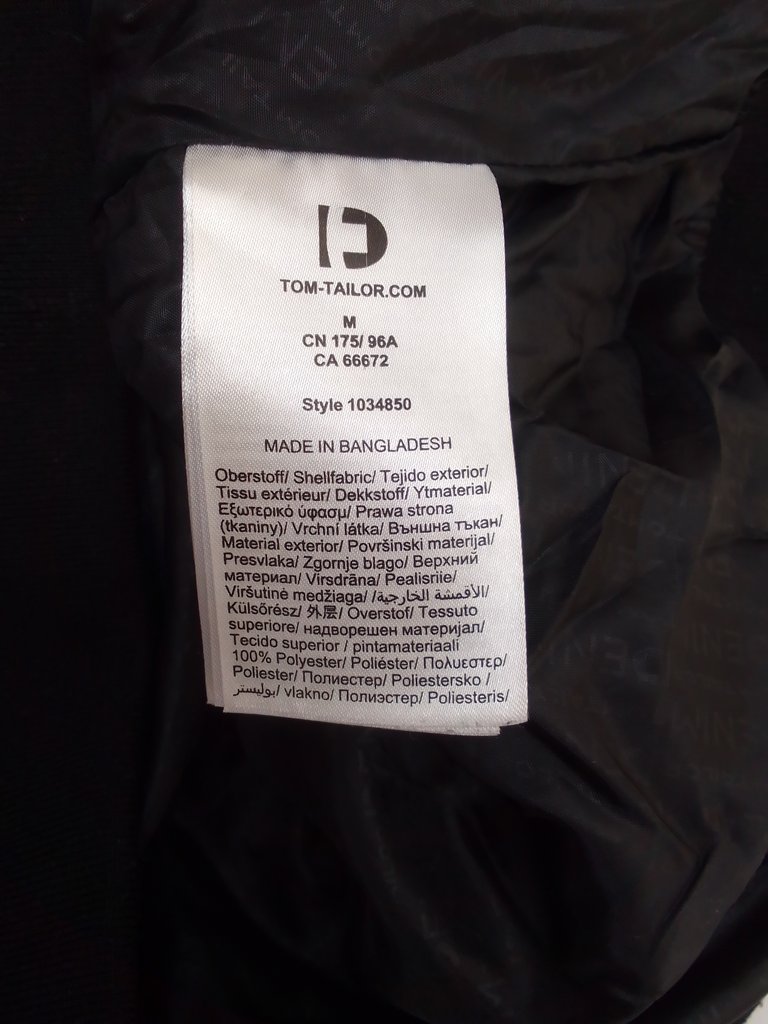 TOM-TAILOR.COM
M
CN 175/ 96A
CA 66672
Style 1034850
MADE IN BANGLADESH
Oberstoff/ Shellfabric/ Tejido exterior/
Tissu extérieur/ Dekkstoff/ Ytmaterial/
Εξωτερικό ύφασμ/ Prawa strona
(tkaniny)/ Vrchní látka/ Външна тъкан/
Material exterior/ Površinski materijal/
Presvlaka/ Zgornje blago/ Верхний
материал/ Virsdrāna/ Pealisriie/
Viršutinė medžiaga/ الأقمشة الخارجية/
Külsőrész/ 外层/ Overstof/ Tessuto
superiore/ надворешен материјал/
Tecido superior / pintamateriaali
100% Polyester/ Poliéster/ Πολυεστερ/
Poliester/ Полиестер/ Poliestersko /
بوليستر/ vlakno/ Полиэстер/ Poliesteris/